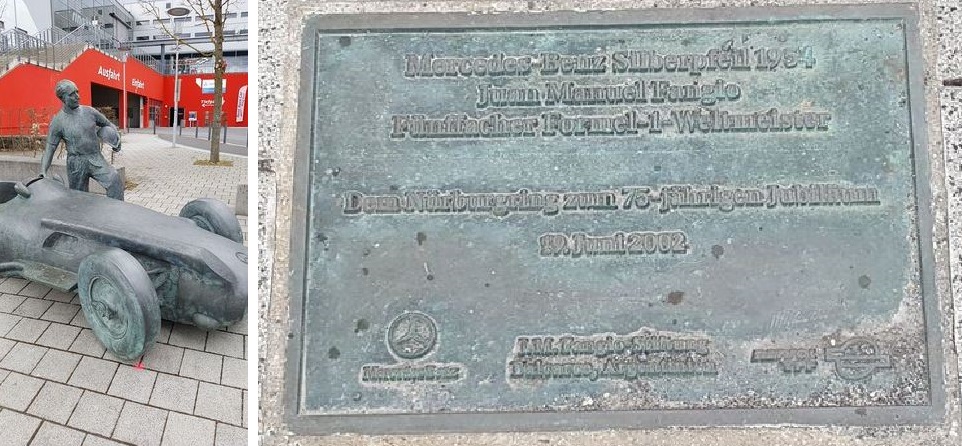 Ausfahrt
Einfahrt
Mercedes-Benz Silberpfeil 1954
Juan Manuel Fangio
Fünffacher Formel-1-Weltmeister
Dem Nürburgring zum 75-jährigen Jubiläum
19. Juni 2002
Mercedes-Benz
J.M. Fangio-Stiftung
Balcarce, Argentinien